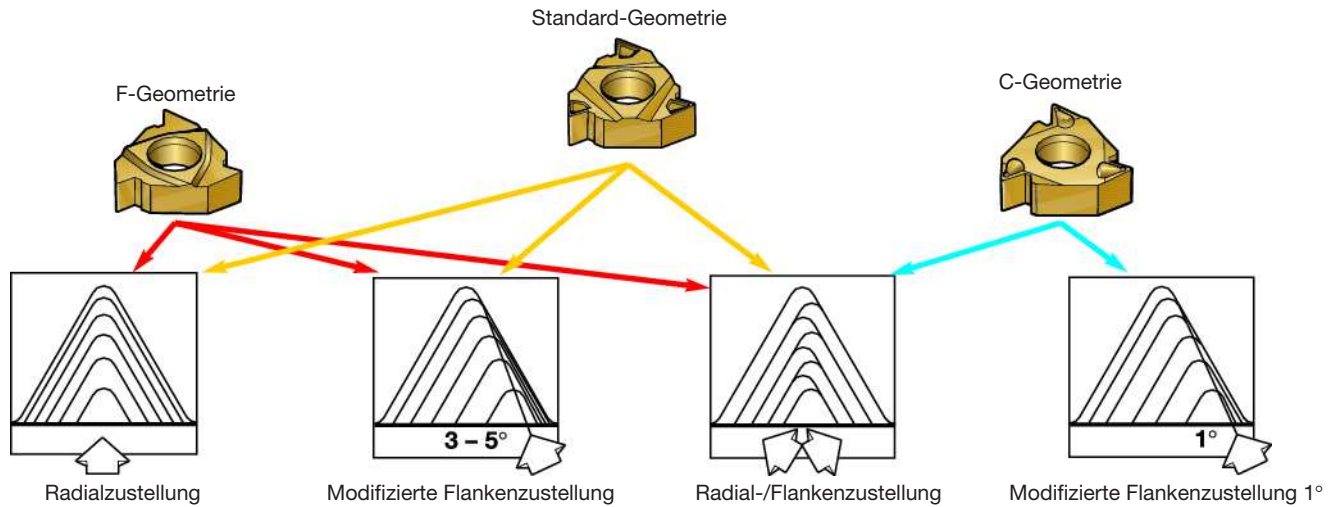 Standard-Geometrie
F-Geometrie
C-Geometrie
3 – 5°
1°
Radialzustellung
Modifizierte Flankenzustellung
Radial-/Flankenzustellung
Modifizierte Flankenzustellung 1°